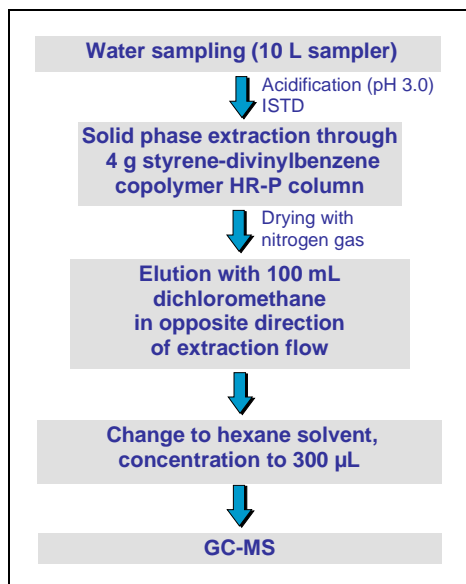 Water sampling (10 L sampler)
Acidification (pH 3.0)
ISTD
Solid phase extraction through
4 g styrene-divinylbenzene
copolymer HR-P column
Drying with
nitrogen gas
Elution with 100 mL
dichloromethane
in opposite direction
of extraction flow
Change to hexane solvent,
concentration to 300 µL
GC-MS